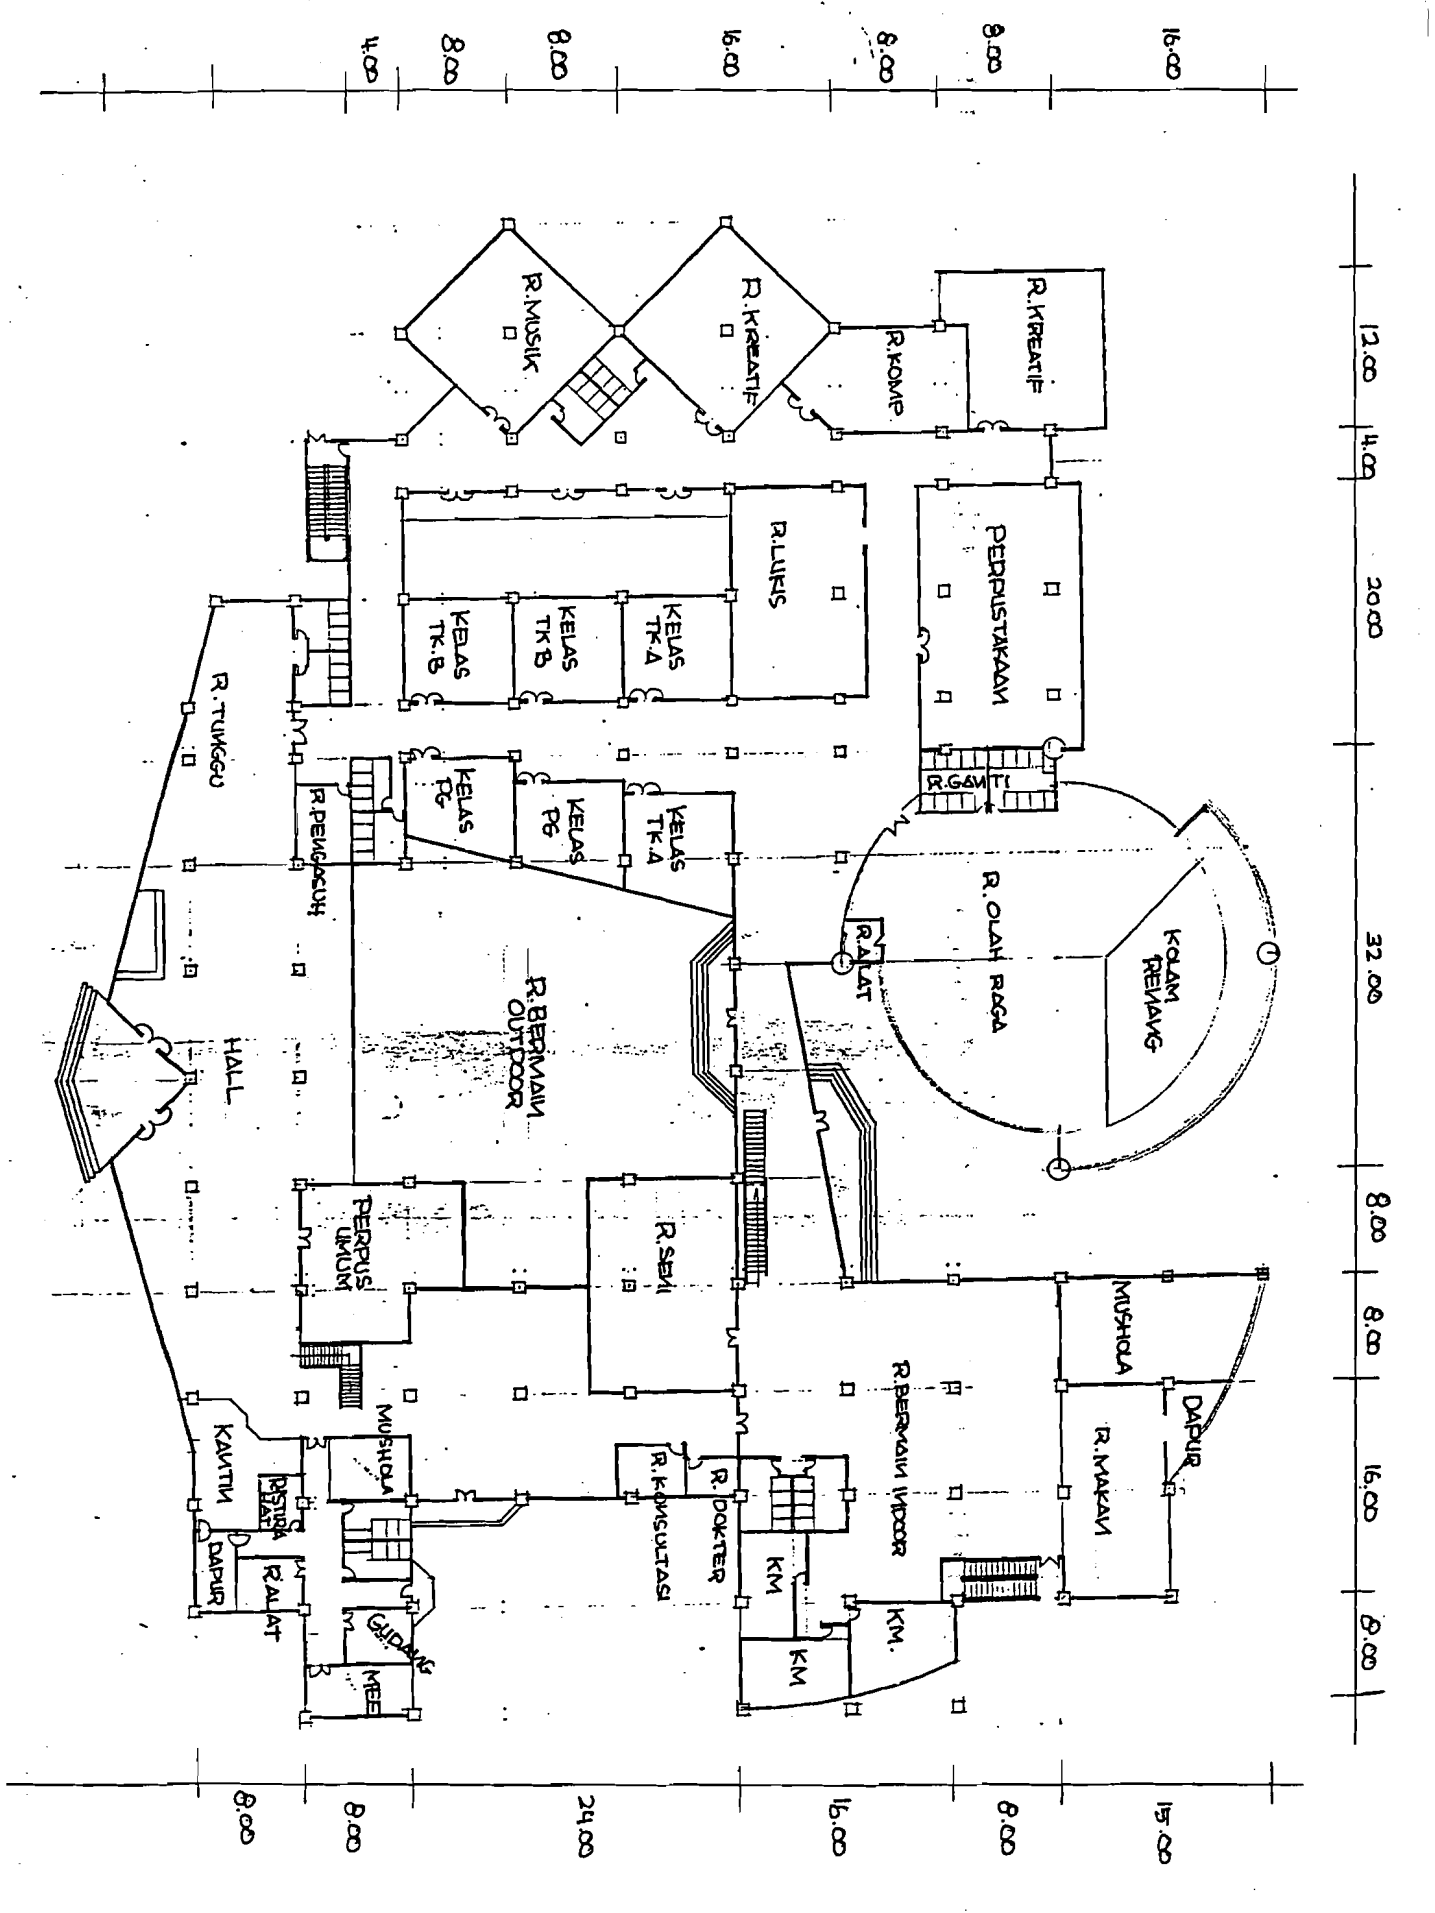 4.00
8.00
8.00
16.00
8.00
8.00
16.00
12.00
4.00
20.00
32.00
8.00
8.00
16.00
8.00
R.MUSIK
R.KREATIF
R.KOMP
R.KREATIF
R.LUKIS
PERPUSTAKAAN
KELAS
TK.B
KELAS
TKB
KELAS
TK.A
R.TUNGGU
R.PENGASUH
KELAS
PG
KELAS
PG
KELAS
TK.A
R.GANTI
R.OLAH RAGA
R.ALAT
KOLAM
RENANG
HALL
R.BERMAIN
OUTDOOR
PERPUS
UMUM
R.SENI
MUSHOLA
R.BERMAIN INDOOR
R.MAKAN
DAPUR
KANTIN
MUSHOLA
R.KONSULTASI
R.DOKTER
DAPUR
R.ALAT
GUDANG
MEE
KM
KM
KM.
8.00
8.00
24.00
16.00
8.00
15.00